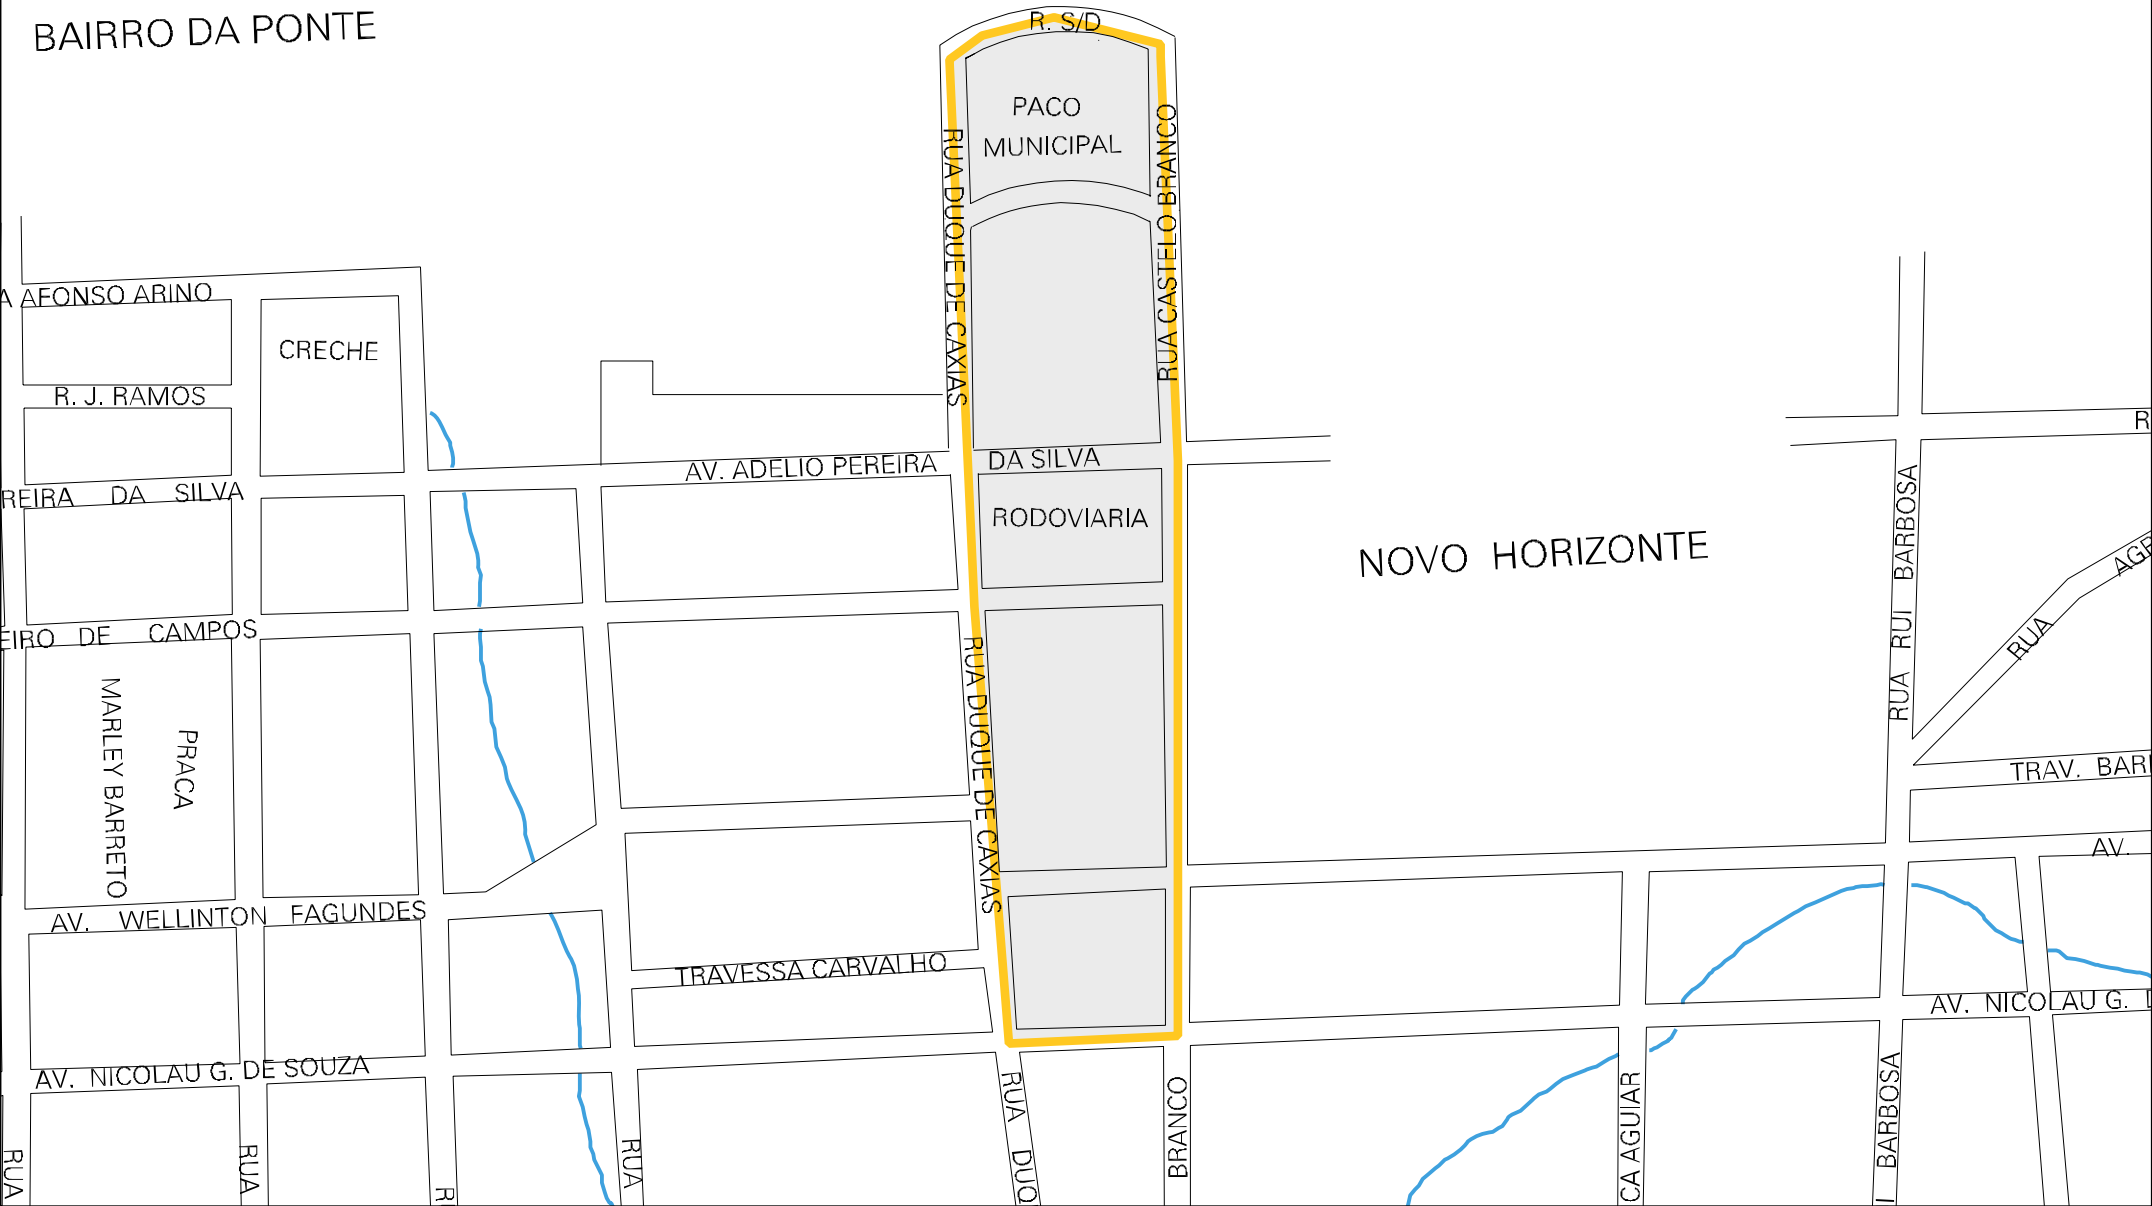 BAIRRO DA PONTE
R. S/D
PACO
MUNICIPAL
RUA DUQUE DE CAXIAS
RUA CASTELO BRANCO
A AFONSO ARINO
CRECHE
R. J. RAMOS
AV. ADELIO PEREIRA DA SILVA
REIRA DA SILVA
RODOVIARIA
NOVO HORIZONTE
RUA RUI BARBOSA
R
AGR
RUA
EIRO DE CAMPOS
MARLEY BARRETO
PRACA
RUA DUQUE DE CAXIAS
TRAV. BARR
AV.
AV. WELLINTON FAGUNDES
TRAVESSA CARVALHO
AV. NICOLAU G. D
AV. NICOLAU G. DE SOUZA
RUA
RUA
R
RUA
RUA DUQ
BRANCO
CA AGUIAR
I BARBOSA